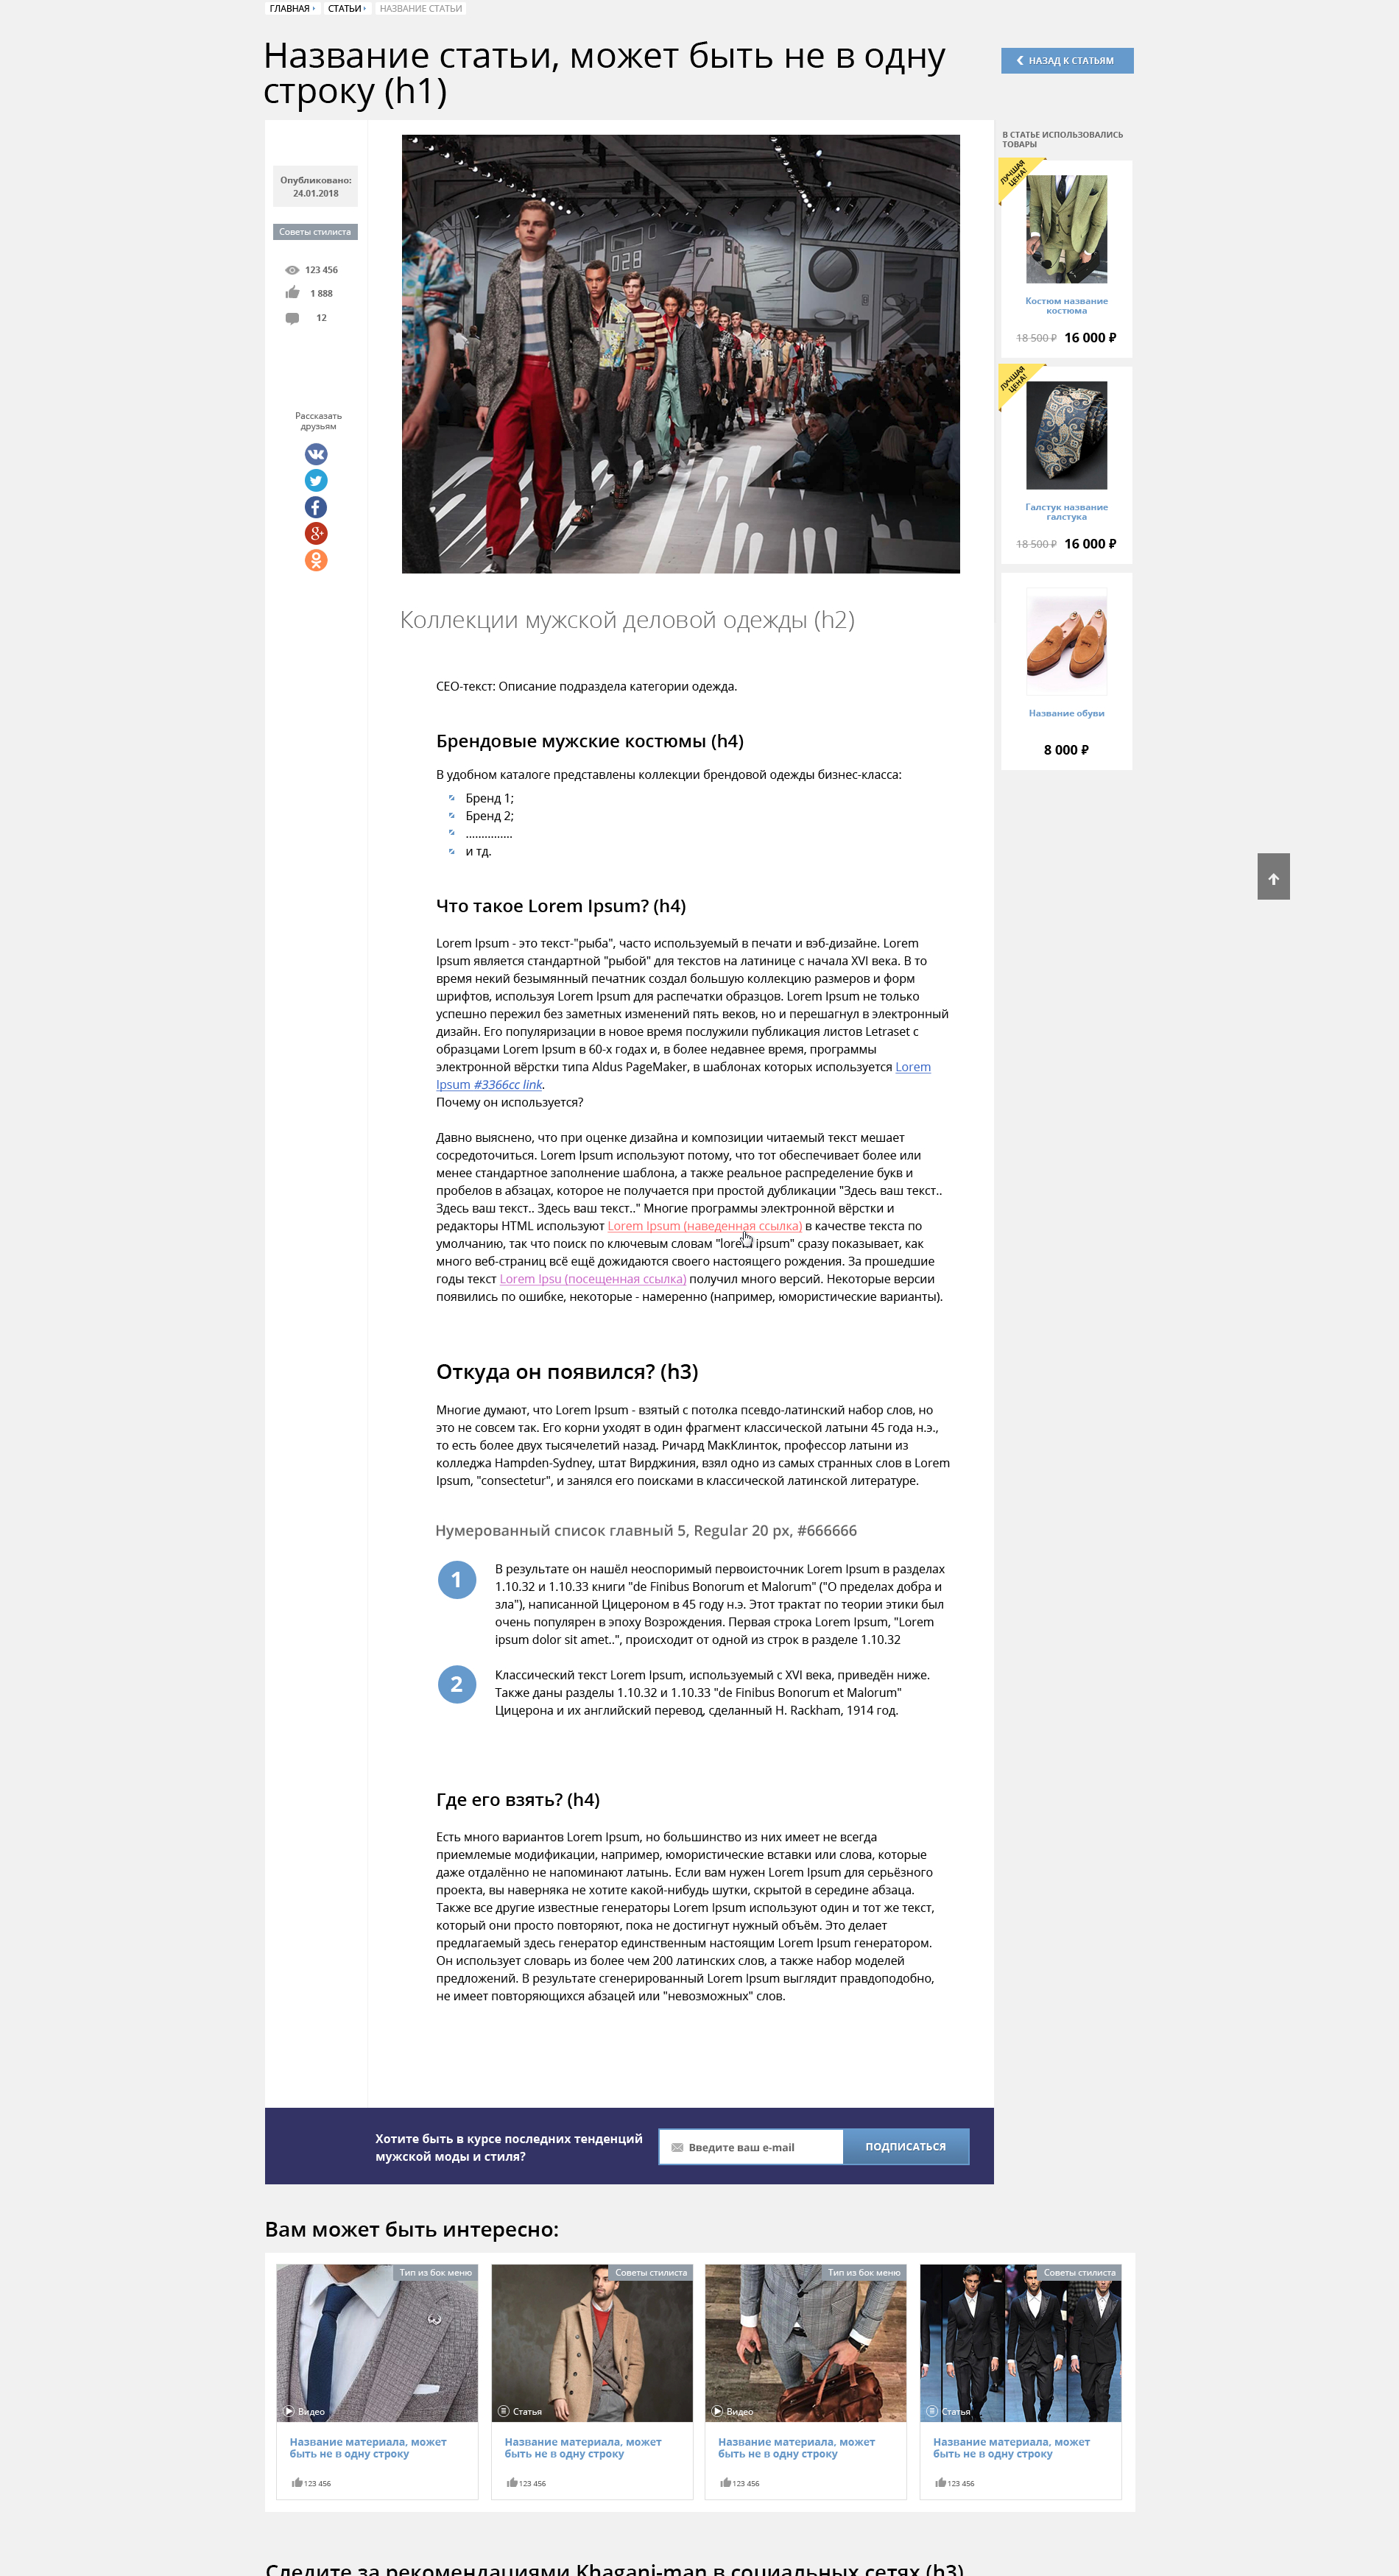 ГЛАВНАЯ
СТАТЬИ
НАЗВАНИЕ СТАТЬИ
Название статьи, может быть не в одну
строку (h1)
НАЗАД К СТАТЬЯМ
Опубликовано:
24.01.2018
Советы стилиста
123 456
1 888
12
Рассказать
друзьям
028
Коллекции мужской деловой одежды (h2)
СЕО-текст: Описание подраздела категории одежда.
Брендовые мужские костюмы (h4)
В удобном каталоге представлены коллекции брендовой одежды бизнес-класса:
Бренд 1;
Бренд 2;
...............
и тд.
Что такое Lorem Ipsum? (h4)
Lorem Ipsum - это текст-"рыба", часто используемый в печати и вэб-дизайне. Lorem
Ipsum является стандартной "рыбой" для текстов на латинице с начала XVI века. В то
время некий безымянный печатник создал большую коллекцию размеров и форм
шрифтов, используя Lorem Ipsum для распечатки образцов. Lorem Ipsum не только
успешно пережил без заметных изменений пять веков, но и перешагнул в электронный
дизайн. Его популяризации в новое время послужили публикация листов Letraset с
образцами Lorem Ipsum в 60-х годах и, в более недавнее время, программы
электронной вёрстки типа Aldus PageMaker, в шаблонах которых используется Lorem
Ipsum #3366cc link.
Почему он используется?
Давно выяснено, что при оценке дизайна и композиции читаемый текст мешает
сосредоточиться. Lorem Ipsum используют потому, что тот обеспечивает более или
менее стандартное заполнение шаблона, а также реальное распределение букв и
пробелов в абзацах, которое не получается при простой дубликации "Здесь ваш текст..
Здесь ваш текст.. Здесь ваш текст.." Многие программы электронной вёрстки и
редакторы HTML используют Lorem Ipsum (наведенная ссылка) в качестве текста по
умолчанию, так что поиск по ключевым словам "lorem ipsum" сразу показывает, как
много веб-страниц всё ещё дожидаются своего настоящего рождения. За прошедшие
годы текст Lorem Ipsu (посещенная ссылка) получил много версий. Некоторые версии
появились по ошибке, некоторые - намеренно (например, юмористические варианты).
Откуда он появился? (h3)
Многие думают, что Lorem Ipsum - взятый с потолка псевдо-латинский набор слов, но
это не совсем так. Его корни уходят в один фрагмент классической латыни 45 года н.э.,
то есть более двух тысячелетий назад. Ричард МакКлинток, профессор латыни из
колледжа Hampden-Sydney, штат Вирджиния, взял одно из самых странных слов в Lorem
Ipsum, "consectetur", и занялся его поисками в классической латинской литературе.
Нумерованный список главный 5, Regular 20 px, #666666
1
В результате он нашёл неоспоримый первоисточник Lorem Ipsum в разделах
1.10.32 и 1.10.33 книги "de Finibus Bonorum et Malorum" ("О пределах добра и
зла"), написанной Цицероном в 45 году н.э. Этот трактат по теории этики был
очень популярен в эпоху Возрождения. Первая строка Lorem Ipsum, "Lorem
ipsum dolor sit amet..", происходит от одной из строк в разделе 1.10.32
2
Классический текст Lorem Ipsum, используемый с XVI века, приведён ниже.
Также даны разделы 1.10.32 и 1.10.33 "de Finibus Bonorum et Malorum"
Цицерона и их английский перевод, сделанный H. Rackham, 1914 год.
Где его взять? (h4)
Есть много вариантов Lorem Ipsum, но большинство из них имеет не всегда
приемлемые модификации, например, юмористические вставки или слова, которые
даже отдалённо не напоминают латынь. Если вам нужен Lorem Ipsum для серьёзного
проекта, вы наверняка не хотите какой-нибудь шутки, скрытой в середине абзаца.
Также все другие известные генераторы Lorem Ipsum используют один и тот же текст,
который они просто повторяют, пока не достигнут нужный объём. Это делает
предлагаемый здесь генератор единственным настоящим Lorem Ipsum генератором.
Он использует словарь из более чем 200 латинских слов, а также набор моделей
предложений. В результате сгенерированный Lorem Ipsum выглядит правдоподобно,
не имеет повторяющихся абзацей или "невозможных" слов.
В СТАТЬЕ ИСПОЛЬЗОВАЛИСЬ
ТОВАРЫ
ЛУЧШАЯ
ЦЕНА!
Костюм название
костюма
18 500 ₽ 16 000 ₽
ЛУЧШАЯ
ЦЕНА!
Галстук название
галстука
18 500 ₽ 16 000 ₽
Название обуви
8 000 ₽
Хотите быть в курсе последних тенденций
мужской моды и стиля?
Введите ваш e-mail
ПОДПИСАТЬСЯ
Вам может быть интересно:
Тип из бок меню
Видео
Название материала, может
быть не в одну строку
123 456
Советы стилиста
Статья
Название материала, может
быть не в одну строку
123 456
Тип из бок меню
Видео
Название материала, может
быть не в одну строку
123 456
Советы стилиста
Статья
Название материала, может
быть не в одну строку
123 456
Следите за рекомендациями Khagani-man в социальных сетях (h3)